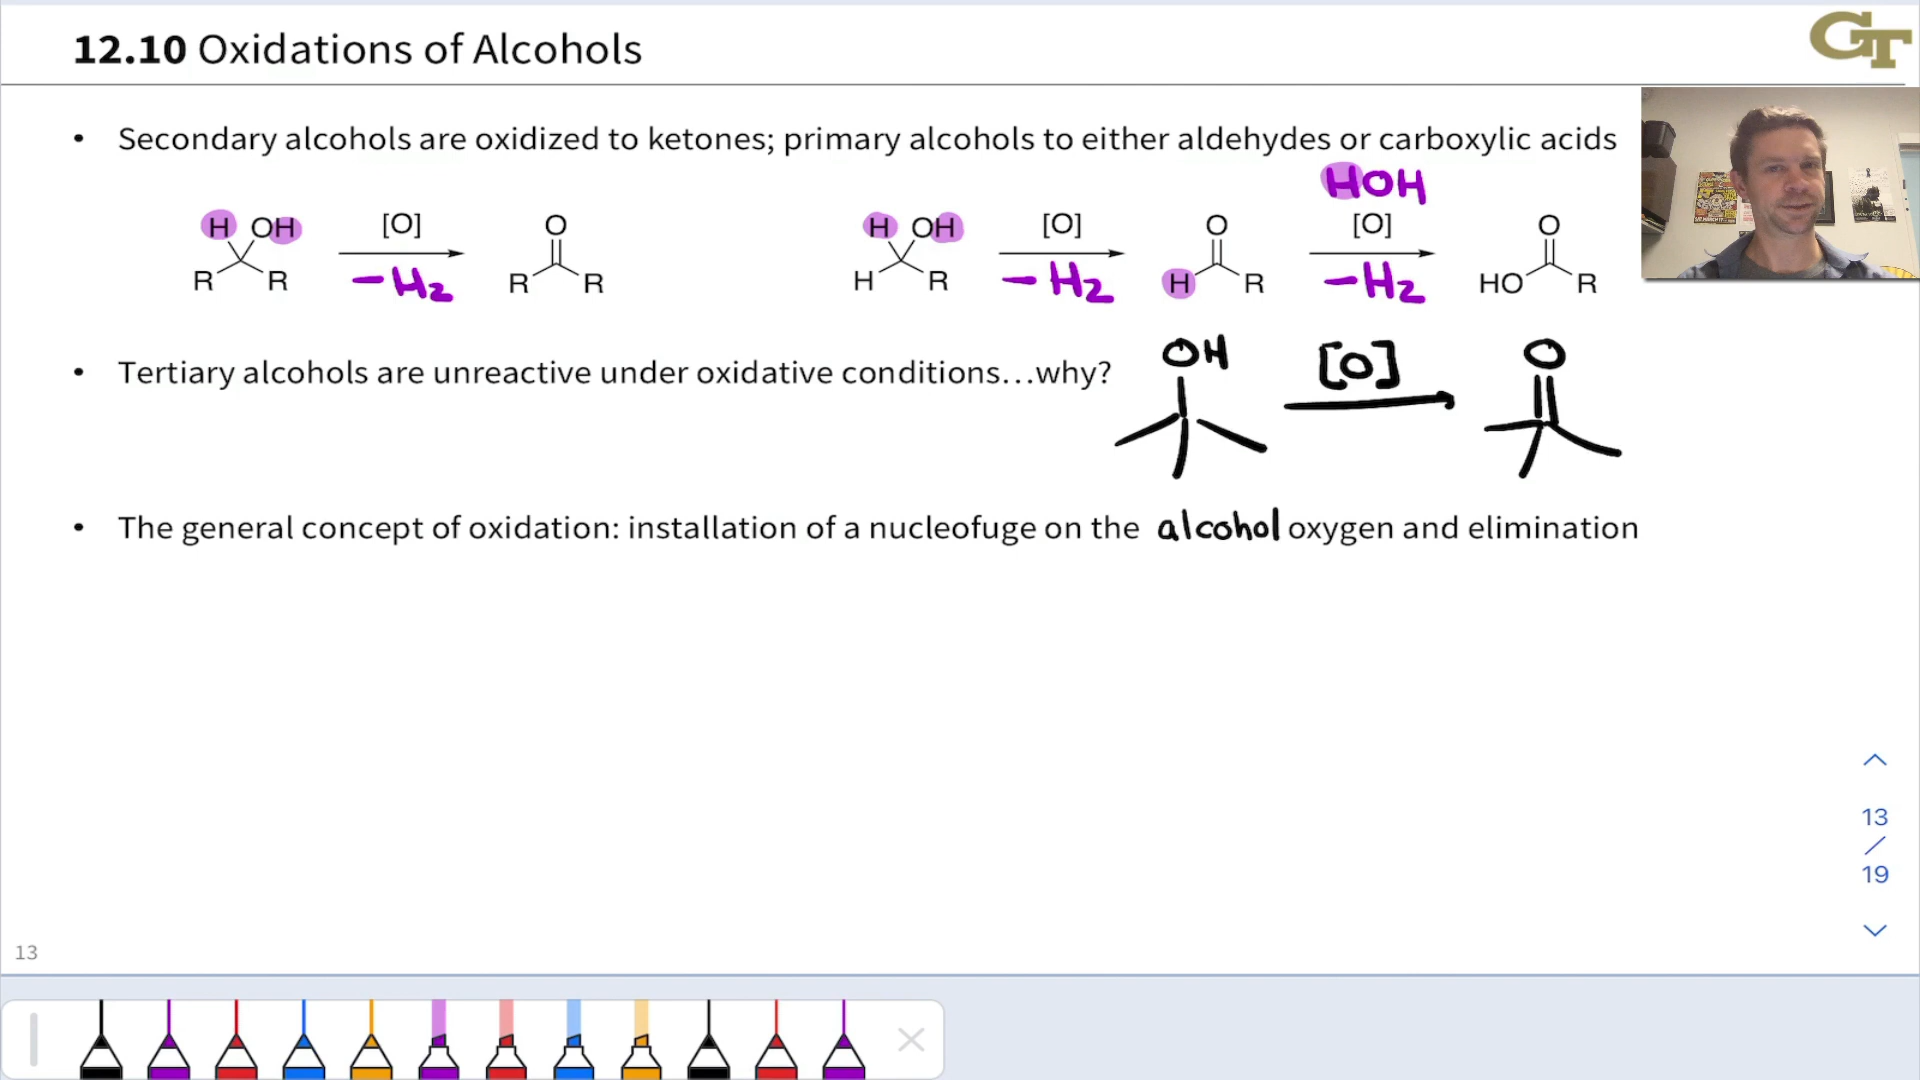 12.10 Oxidations of Alcohols
GT
• Secondary alcohols are oxidized to ketones; primary alcohols to either aldehydes or carboxylic acids
HOH
H OH [O] O H OH [O] O [O] O
R R −H2 R R H R −H2 H R −H2 HO R
• Tertiary alcohols are unreactive under oxidative conditions...why?
OH [O] O
• The general concept of oxidation: installation of a nucleofuge on the alcohol oxygen and elimination
13
/
19
13